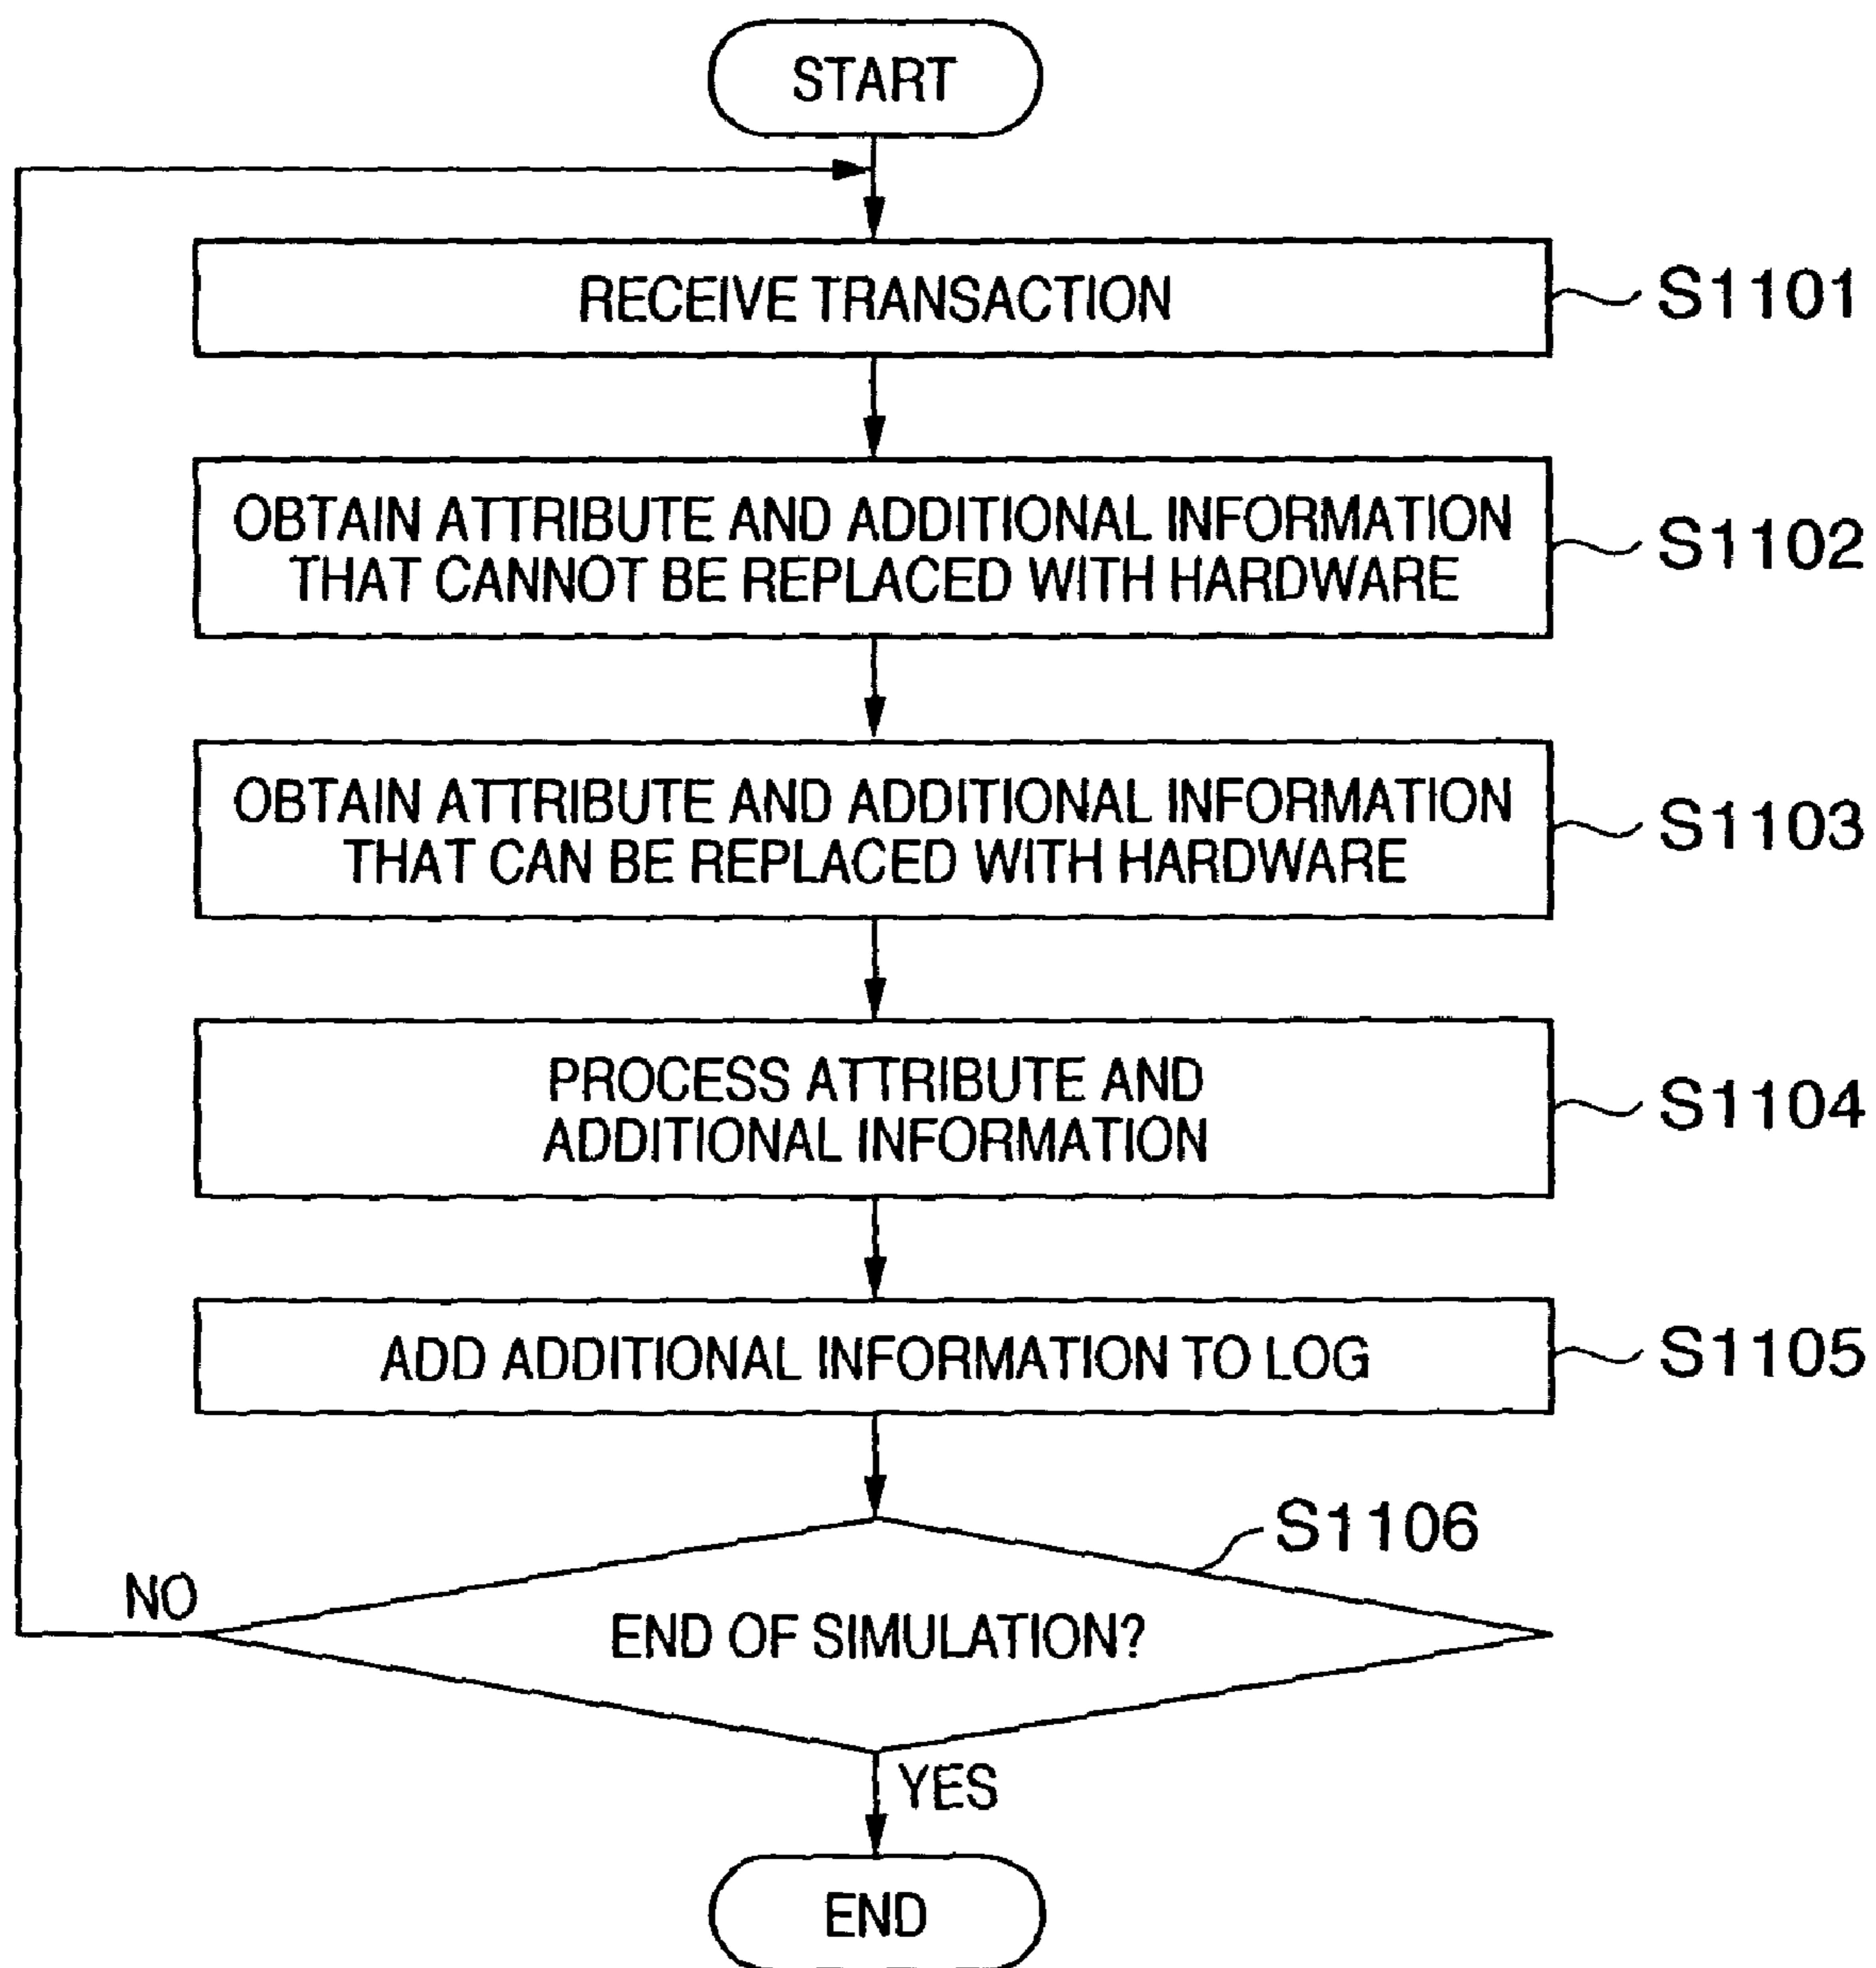 START
RECEIVE TRANSACTION
S1101
OBTAIN ATTRIBUTE AND ADDITIONAL INFORMATION
THAT CANNOT BE REPLACED WITH HARDWARE
S1102
OBTAIN ATTRIBUTE AND ADDITIONAL INFORMATION
THAT CAN BE REPLACED WITH HARDWARE
S1103
PROCESS ATTRIBUTE AND
ADDITIONAL INFORMATION
S1104
ADD ADDITIONAL INFORMATION TO LOG
S1105
S1106
NO
END OF SIMULATION?
YES
END